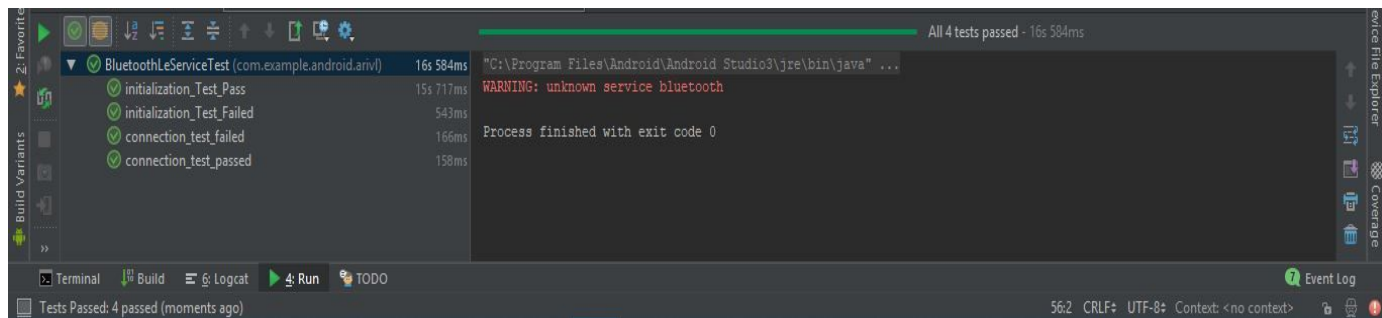 2: Favorite
Build Variants
All 4 tests passed - 16s 584ms
BluetoothLeServiceTest (com.example.android.arivl) 16s 584ms
initialization_Test_Pass 15s 717ms
initialization_Test_Failed 543ms
connection_test_failed 166ms
connection_test_passed 158ms
"C:\Program Files\Android\Android Studio3\jre\bin\java" ...
WARNING: unknown service bluetooth
Process finished with exit code 0
evice File Explorer
Coverage
Terminal Build 6: Logcat 4: Run TODO 7 Event Log
Tests Passed: 4 passed (moments ago) 56:2 CRLF UTF-8 Context: <no context>